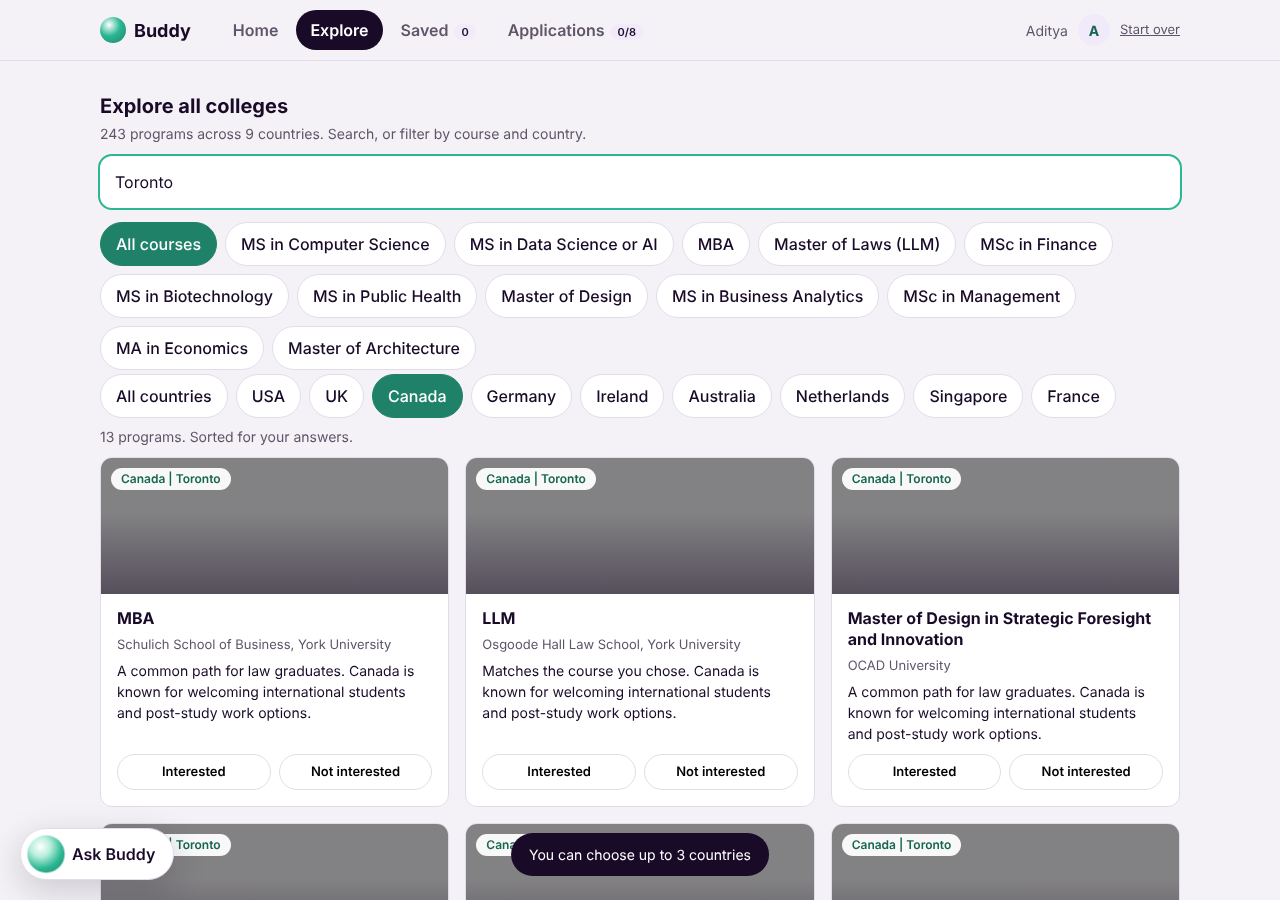 Buddy Home Explore Saved 0 Applications 0/8 Aditya A Start over
Explore all colleges
243 programs across 9 countries. Search, or filter by course and country.
Toronto
All courses MS in Computer Science MS in Data Science or AI MBA Master of Laws (LLM) MSc in Finance
MS in Biotechnology MS in Public Health Master of Design MS in Business Analytics MSc in Management
MA in Economics Master of Architecture
All countries USA UK Canada Germany Ireland Australia Netherlands Singapore France
13 programs. Sorted for your answers.
Canada | Toronto
MBA
Schulich School of Business, York University
A common path for law graduates. Canada is
known for welcoming international students
and post-study work options.
Interested Not interested
Canada | Toronto
LLM
Osgoode Hall Law School, York University
Matches the course you chose. Canada is
known for welcoming international students
and post-study work options.
Interested Not interested
Canada | Toronto
Master of Design in Strategic Foresight
and Innovation
OCAD University
A common path for law graduates. Canada is
known for welcoming international students
and post-study work options.
Interested Not interested
| Toronto
Canada | Toronto
Ask Buddy
You can choose up to 3 countries